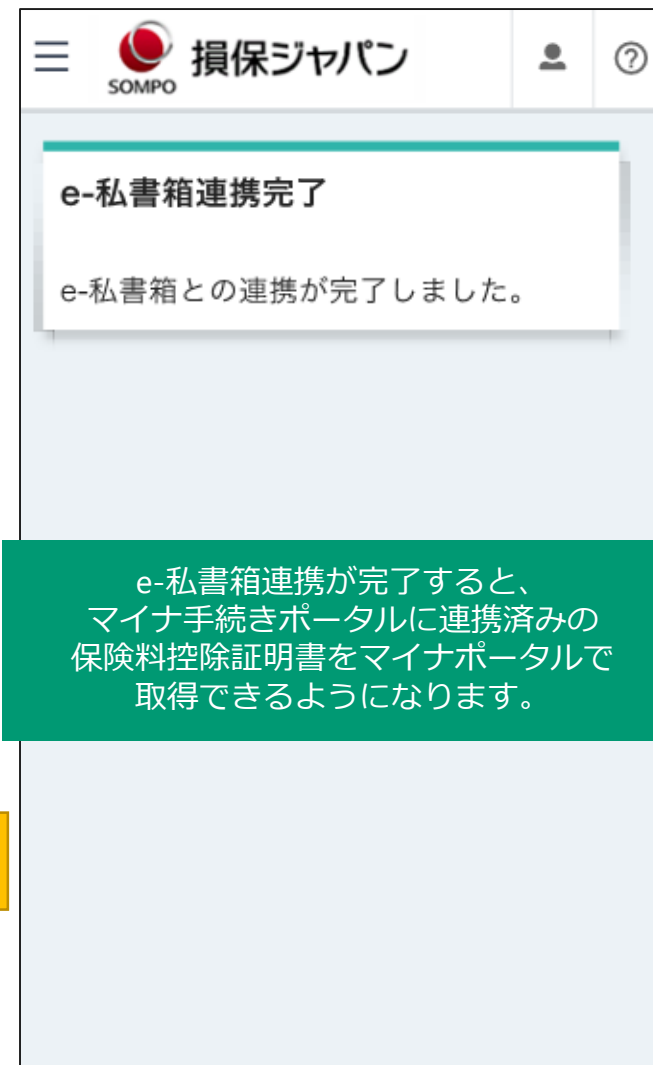 SOMPO
損保ジャパン
e-私書箱連携完了
e-私書箱との連携が完了しました。
e-私書箱連携が完了すると、
マイナ手続きポータルに連携済みの
保険料控除証明書をマイナポータルで
取得できるようになります。